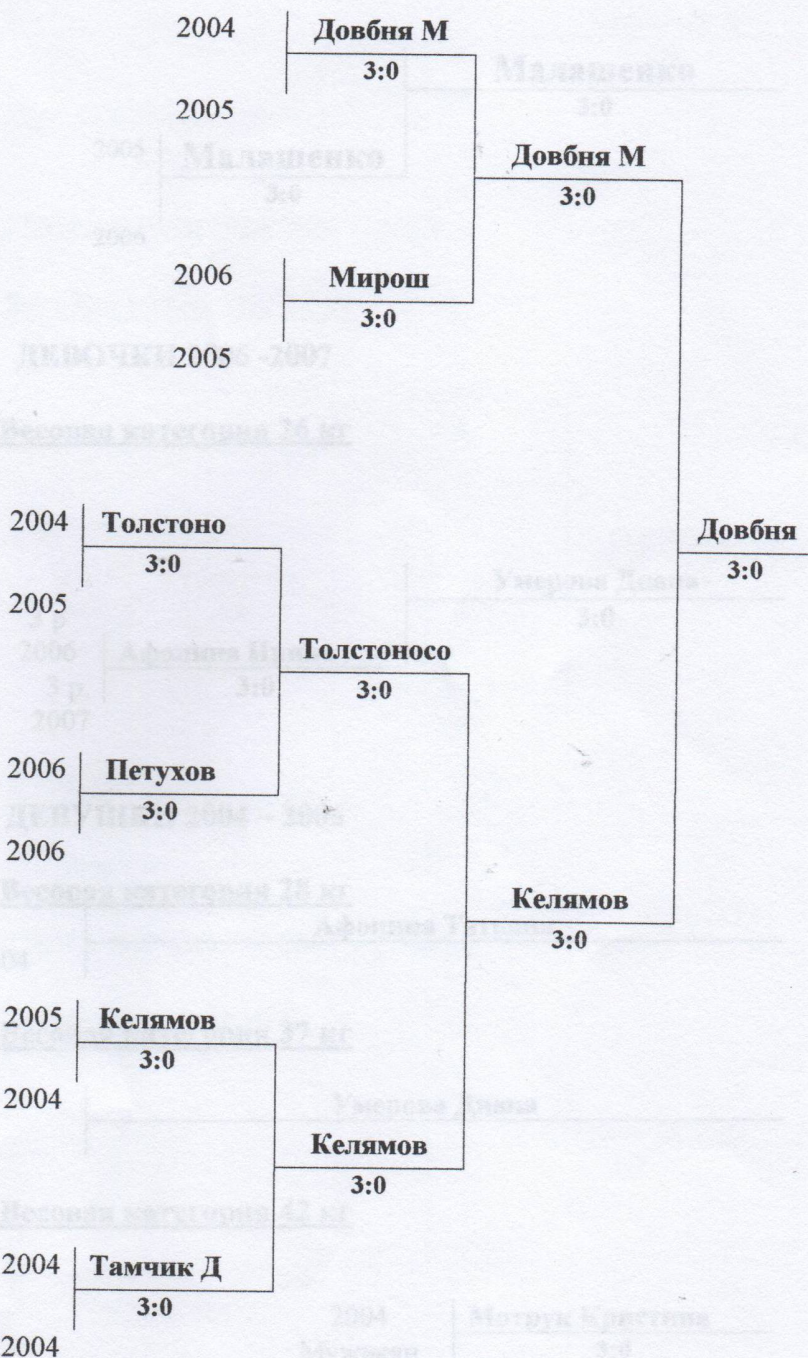 2004 Довбня М
3:0
2005
Довбня М
3:0
2006 Мирош
3:0
2005
2004 Толстоно
3:0
2005
Довбня
3:0
Толстоносо
3:0
2006 Петухов
3:0
2006
Келямов
3:0
2005 Келямов
3:0
2004
Келямов
3:0
2004 Тамчик Д
3:0
2004